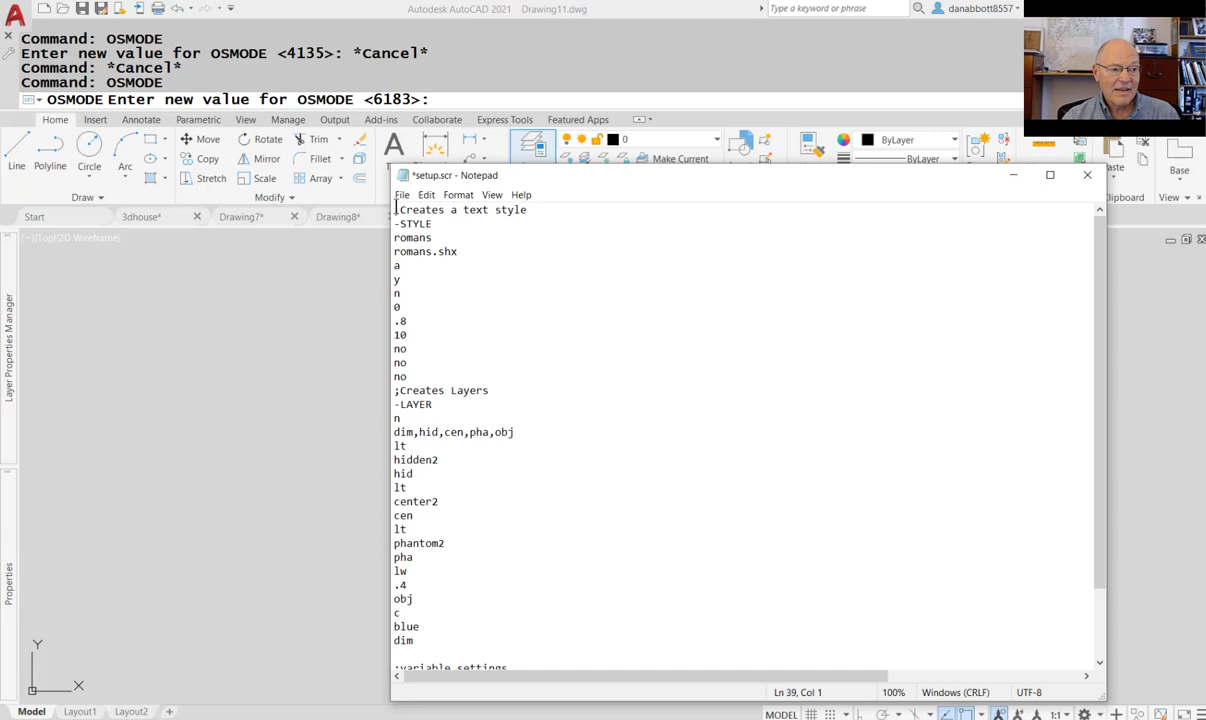 Autodesk AutoCAD 2021 Drawing11.dwg
Type a keyword or phrase
danabbott8557
Command: OSMODE
Enter new value for OSMODE <4135>: *Cancel*
Command: *Cancel*
Command: OSMODE
OSMODE Enter new value for OSMODE <6183>:
Home Insert Annotate Parametric View Manage Output Add-ins Collaborate Express Tools Featured Apps
Line Polyline Circle Arc
Move Rotate Trim
Copy Mirror Fillet
Stretch Scale Array
0
Make Current
ByLayer
ByLayer
Paste
Base
Draw
Modify
View
Start 3dhouse* Drawing7* Drawing8*
[−][Top][2D Wireframe]
Layer Properties Manager
Properties
*setup.scr - Notepad
File Edit Format View Help
;Creates a text style
-STYLE
romans
romans.shx
a
y
n
0
.8
10
no
no
no
;Creates Layers
-LAYER
n
dim,hid,cen,pha,obj
lt
hidden2
hid
lt
center2
cen
lt
phantom2
pha
lw
.4
obj
c
blue
dim
;variable settings
Ln 39, Col 1 100% Windows (CRLF) UTF-8
Y
X
Model Layout1 Layout2
MODEL
1:1